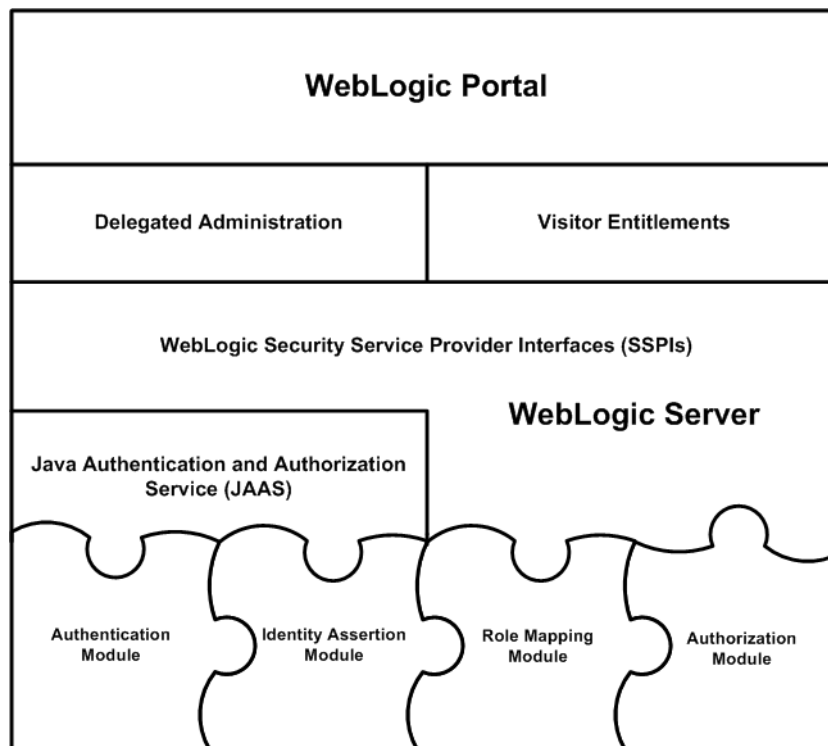 WebLogic Portal
Delegated Administration
Visitor Entitlements
WebLogic Security Service Provider Interfaces (SSPIs)
WebLogic Server
Java Authentication and Authorization
Service (JAAS)
Authentication
Module
Identity Assertion
Module
Role Mapping
Module
Authorization
Module